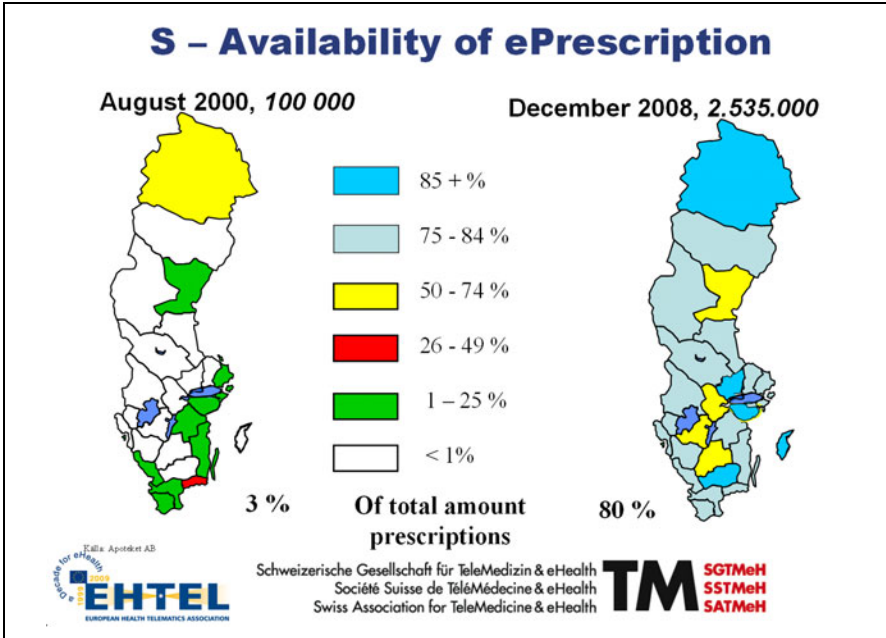 S – Availability of ePrescription
August 2000, 100 000
December 2008, 2.535.000
85 + %
75 - 84 %
50 - 74 %
26 - 49 %
1 – 25 %
< 1%
3 %
Of total amount
prescriptions
80 %
Källa: Apoteket AB
a Decade for eHealth
1999 2009
EHTEL
EUROPEAN HEALTH TELEMATICS ASSOCIATION
Schweizerische Gesellschaft für TeleMedizin & eHealth
Société Suisse de TéléMédecine & eHealth
Swiss Association for TeleMedicine & eHealth
TM
SGTMeH
SSTMeH
SATMeH